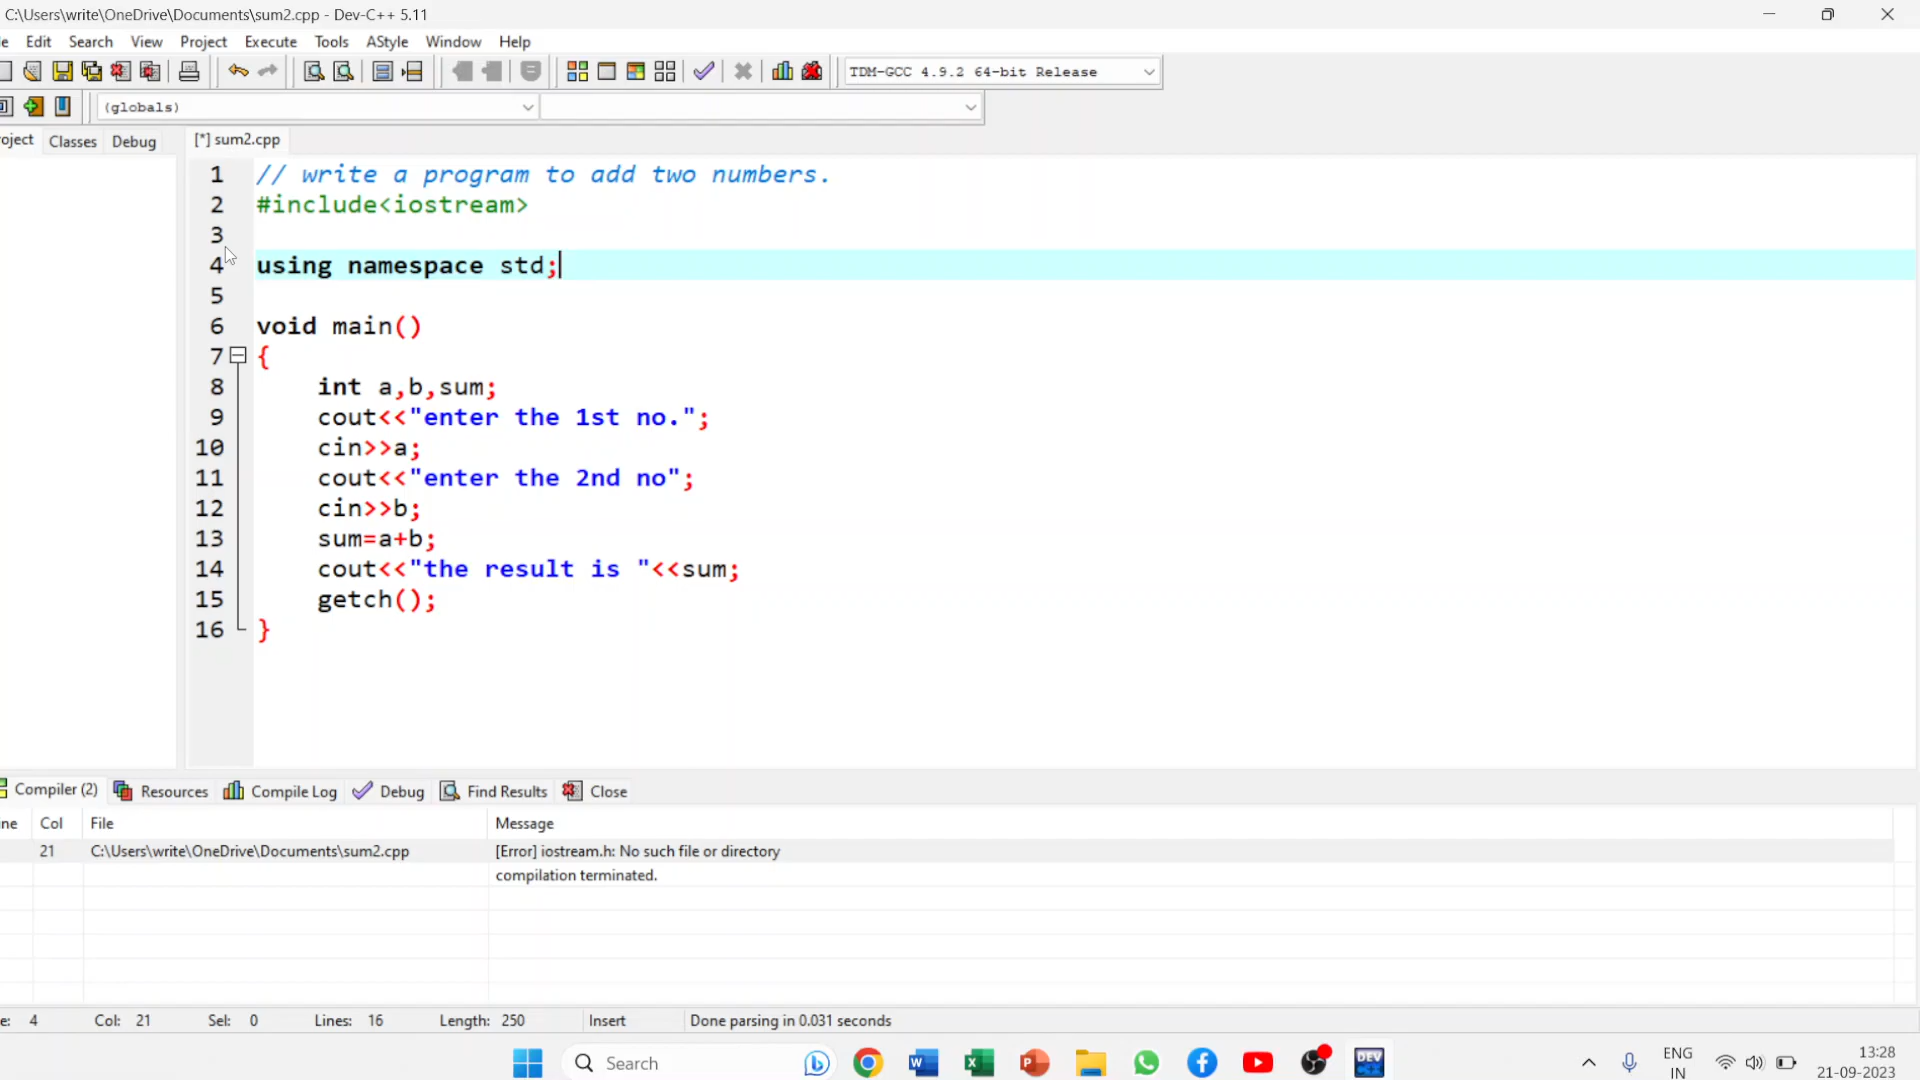 C:\Users\write\OneDrive\Documents\sum2.cpp - Dev-C++ 5.11
e Edit Search View Project Execute Tools AStyle Window Help
TDM-GCC 4.9.2 64-bit Release
(globals)
oject Classes Debug [*] sum2.cpp
1 // write a program to add two numbers.
2 #include<iostream>
3
4 using namespace std;
5
6 void main()
7 {
8 int a,b,sum;
9 cout<<"enter the 1st no.";
10 cin>>a;
11 cout<<"enter the 2nd no";
12 cin>>b;
13 sum=a+b;
14 cout<<"the result is "<<sum;
15 getch();
16 }
Compiler (2) Resources Compile Log Debug Find Results Close
ine Col File Message
21 C:\Users\write\OneDrive\Documents\sum2.cpp [Error] iostream.h: No such file or directory
compilation terminated.
e: 4 Col: 21 Sel: 0 Lines: 16 Length: 250 Insert Done parsing in 0.031 seconds
Search
DEV C++
ENG
IN
13:28
21-09-2023